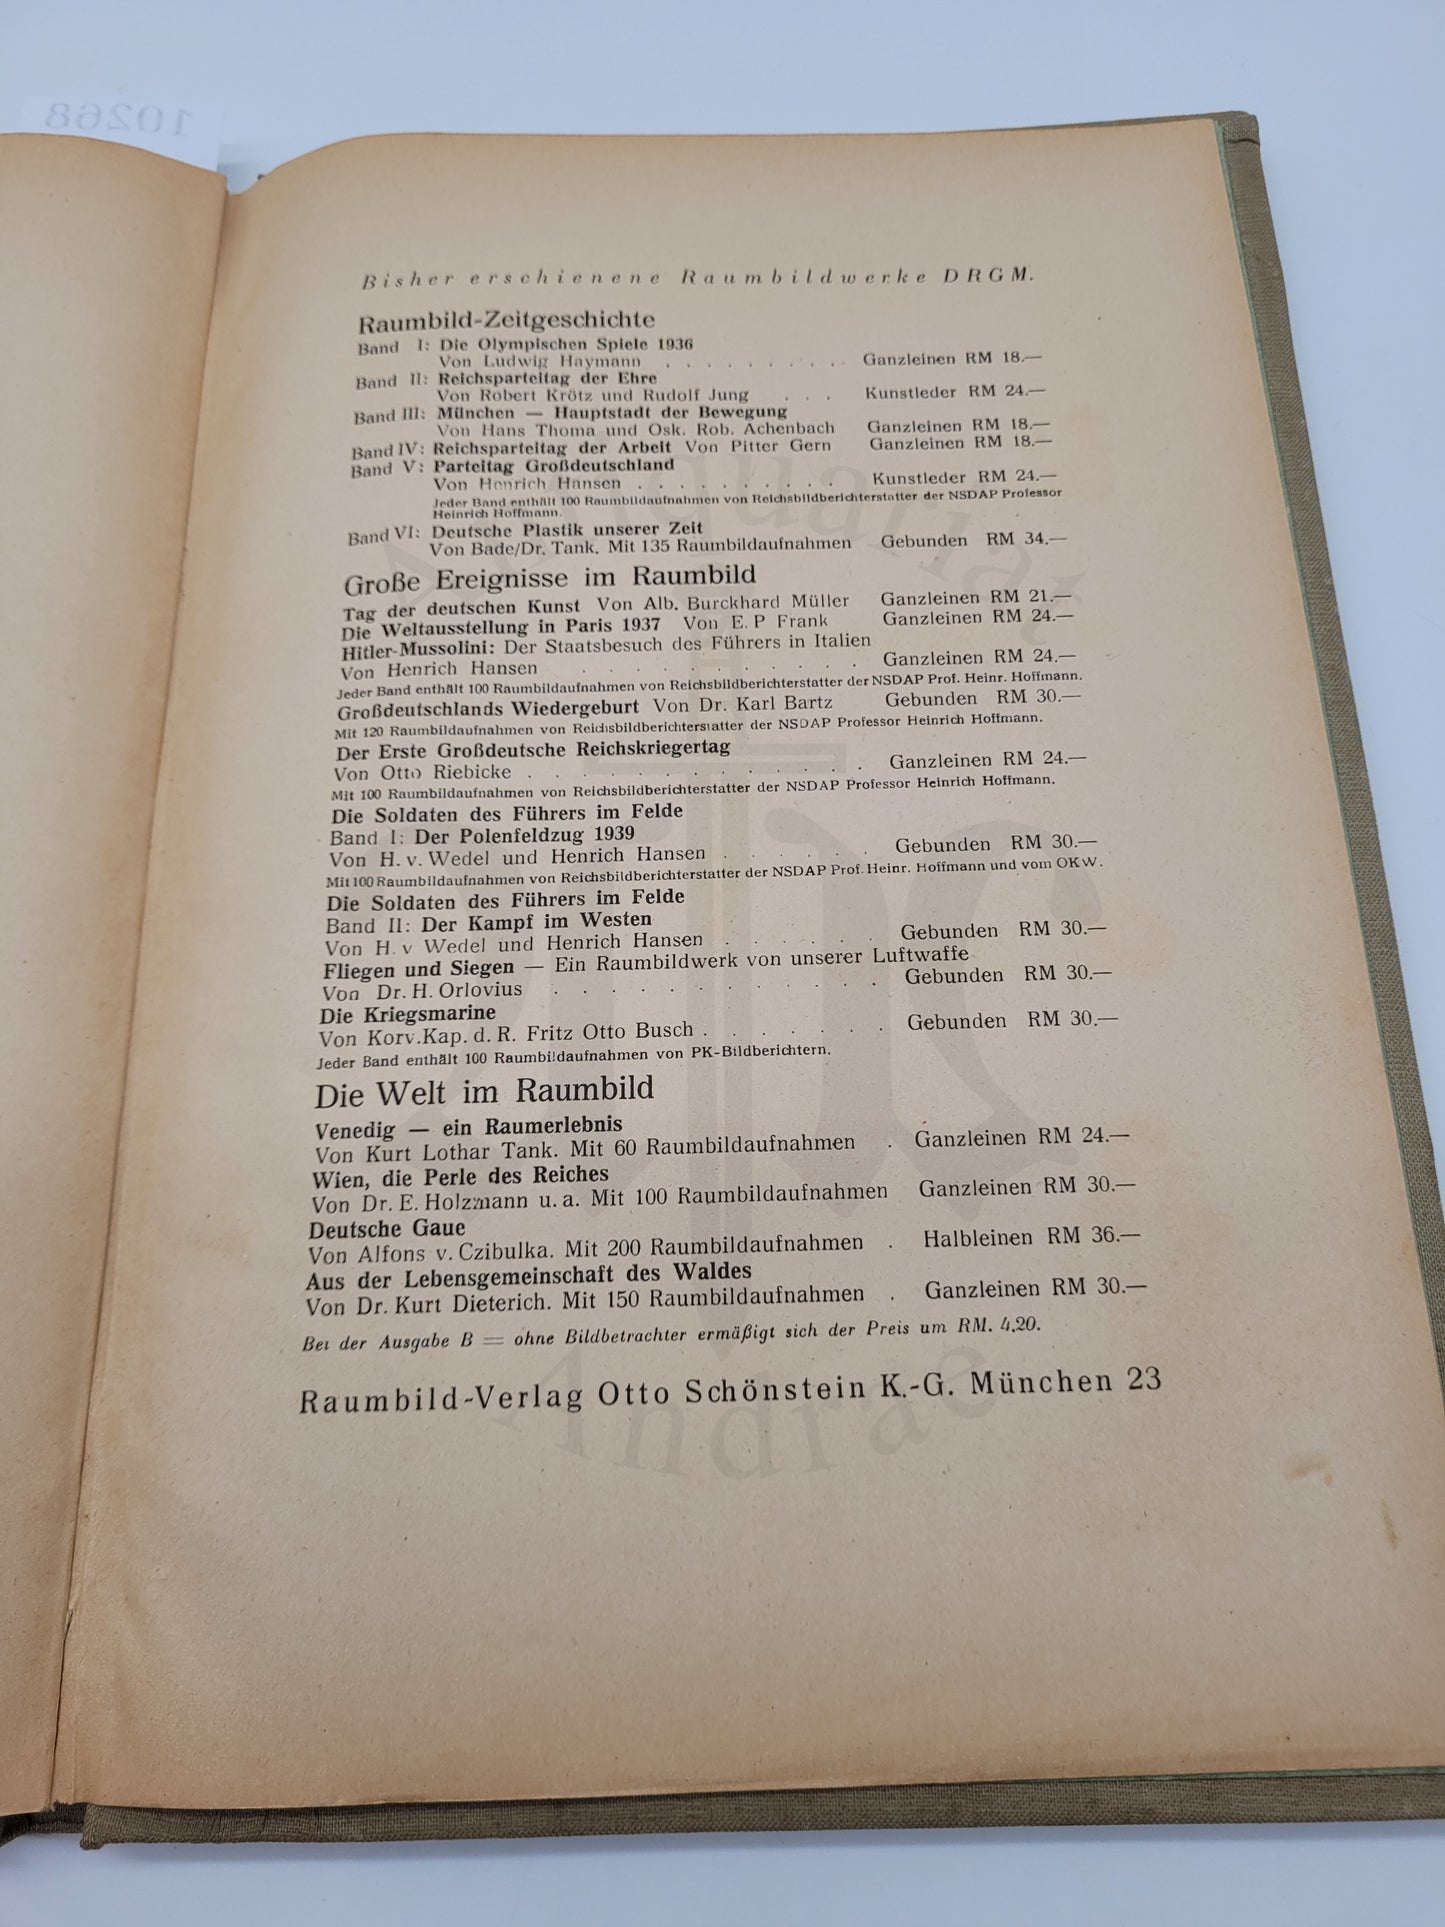 10268
Bisher erschienene Raumbildwerke DRGM.
Raumbild-Zeitgeschichte
Band I: Die Olympischen Spiele 1936
Von Ludwig Haymann . . . . . . . . . Ganzleinen RM 18.—
Band II: Reichsparteitag der Ehre
Von Robert Krötz und Rudolf Jung . . . Kunstleder RM 24.—
Band III: München — Hauptstadt der Bewegung
Von Hans Thoma und Osk. Rob. Achenbach Ganzleinen RM 18.—
Band IV: Reichsparteitag der Arbeit Von Pitter Gern Ganzleinen RM 18.—
Band V: Parteitag Großdeutschland
Von Henrich Hansen . . . . . . . . . Kunstleder RM 24.—
Jeder Band enthält 100 Raumbildaufnahmen von Reichsbildberichterstatter der NSDAP Professor
Heinrich Hoffmann.
Band VI: Deutsche Plastik unserer Zeit
Von Bade/Dr. Tank. Mit 135 Raumbildaufnahmen Gebunden RM 34.—
Große Ereignisse im Raumbild
Tag der deutschen Kunst Von Alb. Burckhard Müller Ganzleinen RM 21.—
Die Weltausstellung in Paris 1937 Von E. P Frank Ganzleinen RM 24.—
Hitler-Mussolini: Der Staatsbesuch des Führers in Italien
Von Henrich Hansen . . . . . . . . Ganzleinen RM 24.—
Jeder Band enthält 100 Raumbildaufnahmen von Reichsbildberichterstatter der NSDAP Prof. Heinr. Hoffmann.
Großdeutschlands Wiedergeburt Von Dr. Karl Bartz Gebunden RM 30.—
Mit 120 Raumbildaufnahmen von Reichsbildberichterstatter der NSDAP Professor Heinrich Hoffmann.
Der Erste Großdeutsche Reichskriegertag
Von Otto Riebicke . . . . . . . . . . Ganzleinen RM 24.—
Mit 100 Raumbildaufnahmen von Reichsbildberichterstatter der NSDAP Professor Heinrich Hoffmann.
Die Soldaten des Führers im Felde
Band I: Der Polenfeldzug 1939
Von H. v. Wedel und Henrich Hansen . . . . . . Gebunden RM 30.—
Mit 100 Raumbildaufnahmen von Reichsbildberichterstatter der NSDAP Prof. Heinr. Hoffmann und vom OKW.
Die Soldaten des Führers im Felde
Band II: Der Kampf im Westen
Von H. v Wedel und Henrich Hansen . . . . . . Gebunden RM 30.—
Fliegen und Siegen — Ein Raumbildwerk von unserer Luftwaffe
Von Dr. H. Orlovius . . . . . . . . . . . . Gebunden RM 30.—
Die Kriegsmarine
Von Korv.Kap. d. R. Fritz Otto Busch . . . . . . . Gebunden RM 30.—
Jeder Band enthält 100 Raumbildaufnahmen von PK-Bildberichtern.
Die Welt im Raumbild
Venedig — ein Raumerlebnis
Von Kurt Lothar Tank. Mit 60 Raumbildaufnahmen . Ganzleinen RM 24.—
Wien, die Perle des Reiches
Von Dr. E. Holzmann u. a. Mit 100 Raumbildaufnahmen Ganzleinen RM 30.—
Deutsche Gaue
Von Alfons v. Czibulka. Mit 200 Raumbildaufnahmen . Halbleinen RM 36.—
Aus der Lebensgemeinschaft des Waldes
Von Dr. Kurt Dieterich. Mit 150 Raumbildaufnahmen . Ganzleinen RM 30.—
Bei der Ausgabe B = ohne Bildbetrachter ermäßigt sich der Preis um RM. 4.20.
Raumbild-Verlag Otto Schönstein K.-G. München 23
Antiquariat
Andrae